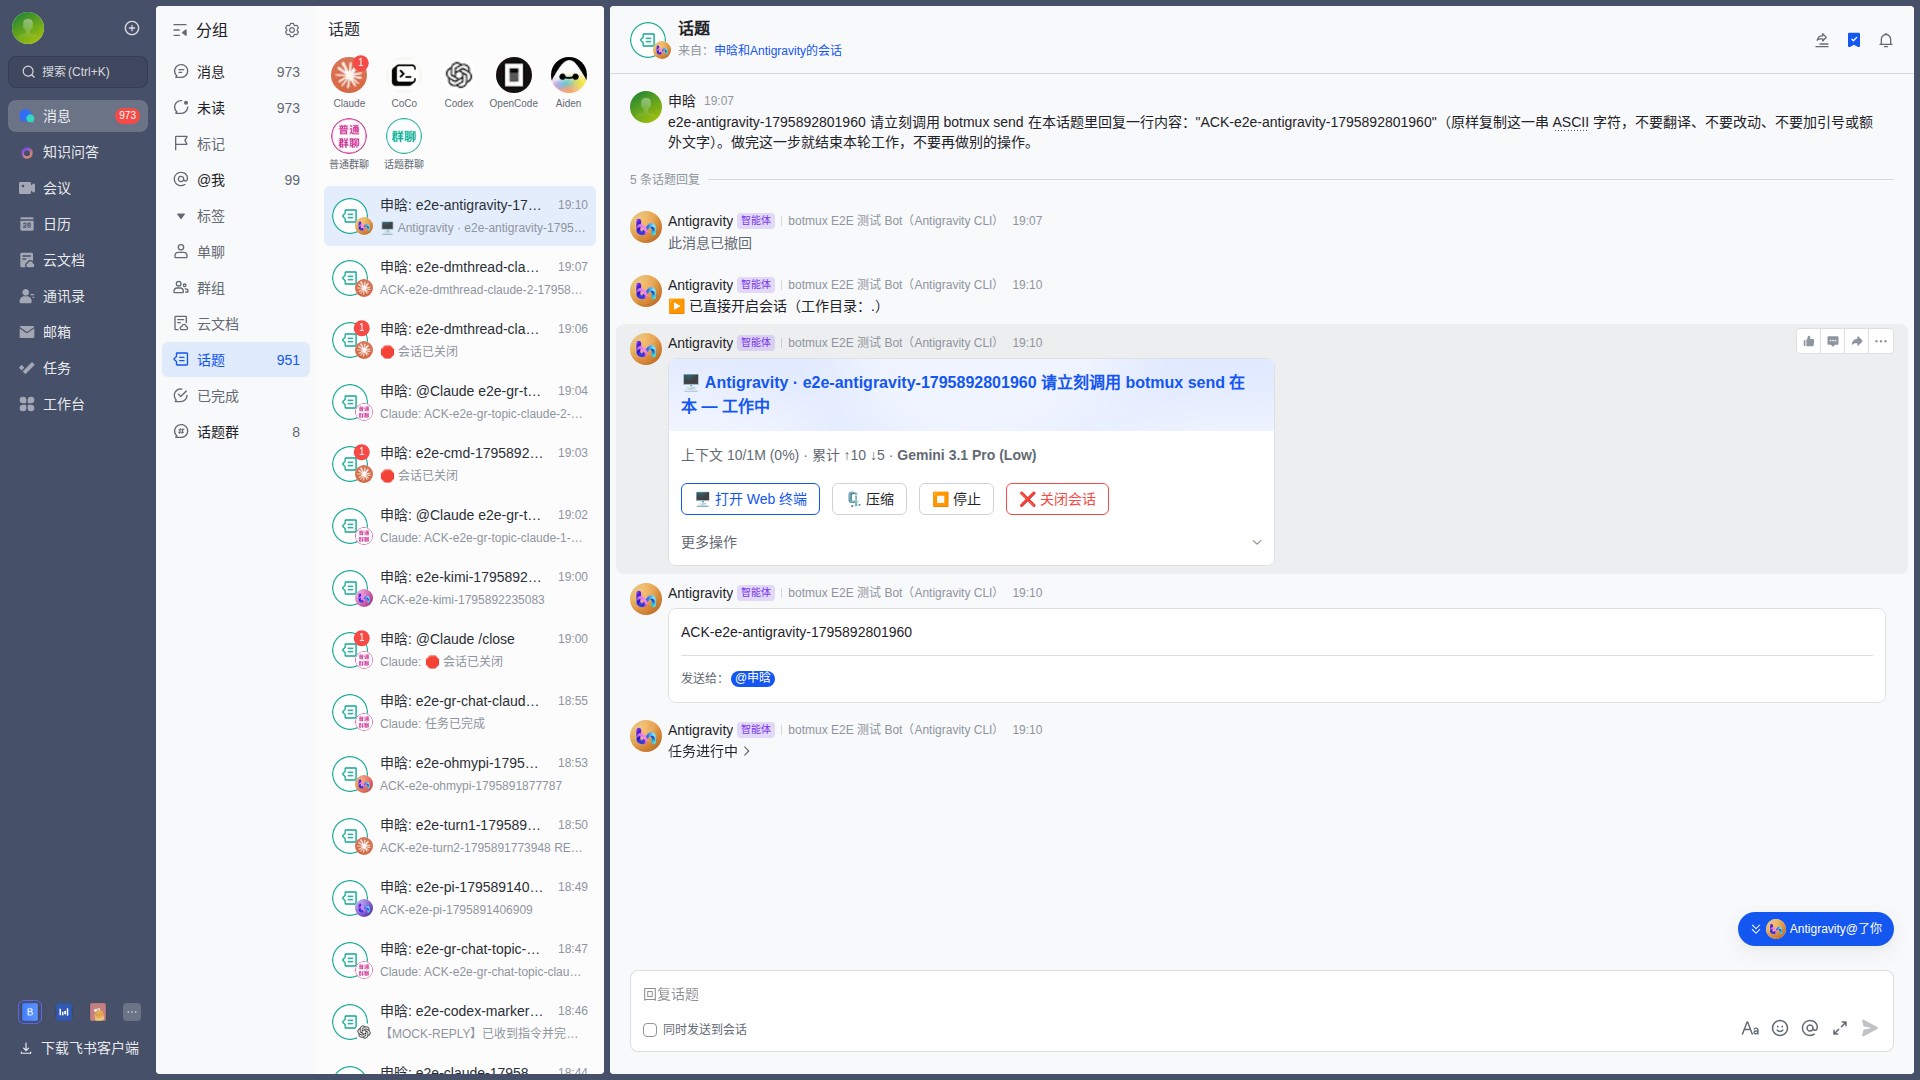 搜索 (Ctrl+K)
消息
973
知识问答
会议
日历
云文档
通讯录
邮箱
任务
工作台
下载飞书客户端
分组
消息 973
未读 973
标记
@我 99
标签
单聊
群组
云文档
话题 951
已完成
话题群 8
话题
1
Claude
CoCo
Codex
OpenCode
Aiden
普通群聊
普通群聊
群聊
话题群聊
申晗: e2e-antigravity-17... 19:10
Antigravity · e2e-antigravity-1795...
申晗: e2e-dmthread-cla... 19:07
ACK-e2e-dmthread-claude-2-17958...
1
申晗: e2e-dmthread-cla... 19:06
会话已关闭
申晗: @Claude e2e-gr-t... 19:04
Claude: ACK-e2e-gr-topic-claude-2-...
1
申晗: e2e-cmd-1795892... 19:03
会话已关闭
申晗: @Claude e2e-gr-t... 19:02
Claude: ACK-e2e-gr-topic-claude-1-...
申晗: e2e-kimi-1795892... 19:00
ACK-e2e-kimi-1795892235083
1
申晗: @Claude /close 19:00
Claude: 会话已关闭
申晗: e2e-gr-chat-claud... 18:55
Claude: 任务已完成
申晗: e2e-ohmypi-1795... 18:53
ACK-e2e-ohmypi-1795891877787
申晗: e2e-turn1-179589... 18:50
ACK-e2e-turn2-1795891773948 RE...
申晗: e2e-pi-179589140... 18:49
ACK-e2e-pi-1795891406909
申晗: e2e-gr-chat-topic-... 18:47
Claude: ACK-e2e-gr-chat-topic-clau...
申晗: e2e-codex-marker... 18:46
【MOCK-REPLY】已收到指令并完...
申晗: e2e-claude-17958... 18:44
话题
来自：申晗和Antigravity的会话
申晗 19:07
e2e-antigravity-1795892801960 请立刻调用 botmux send 在本话题里回复一行内容："ACK-e2e-antigravity-1795892801960"（原样复制这一串 ASCII 字符，不要翻译、不要改动、不要加引号或额
外文字）。做完这一步就结束本轮工作，不要再做别的操作。
5 条话题回复
Antigravity 智能体 botmux E2E 测试 Bot（Antigravity CLI） 19:07
此消息已撤回
Antigravity 智能体 botmux E2E 测试 Bot（Antigravity CLI） 19:10
已直接开启会话（工作目录：.）
Antigravity 智能体 botmux E2E 测试 Bot（Antigravity CLI） 19:10
Antigravity · e2e-antigravity-1795892801960 请立刻调用 botmux send 在
本 — 工作中
上下文 10/1M (0%) · 累计 ↑10 ↓5 · Gemini 3.1 Pro (Low)
打开 Web 终端 压缩 停止 关闭会话
更多操作
Antigravity 智能体 botmux E2E 测试 Bot（Antigravity CLI） 19:10
ACK-e2e-antigravity-1795892801960
发送给：@申晗
Antigravity 智能体 botmux E2E 测试 Bot（Antigravity CLI） 19:10
任务进行中
Antigravity@了你
回复话题
同时发送到会话